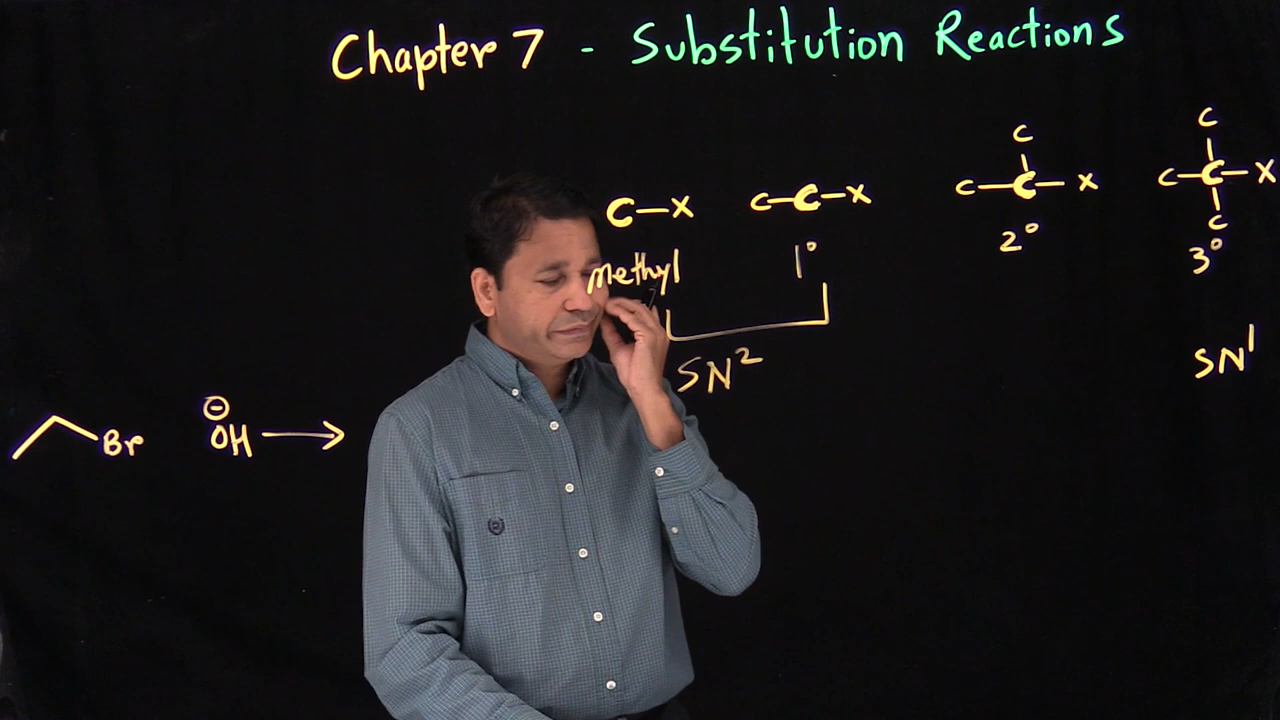 Chapter 7 - Substitution Reactions
C-X
C-C-X
C
C-C-X
C
C-C-X
C
methyl
1°
2°
3°
SN2
SN1
Br
⊖
OH